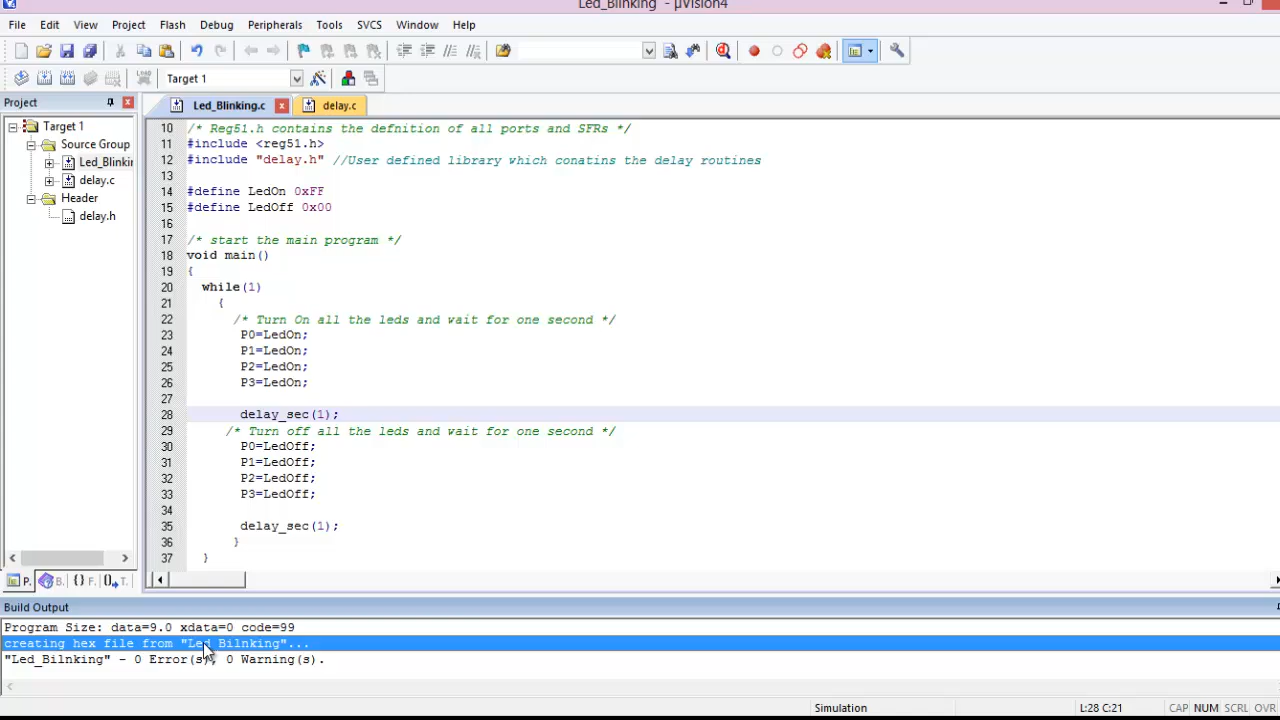 Led_Blinking - µVision4
File Edit View Project Flash Debug Peripherals Tools SVCS Window Help
LOAD Target 1
Project
Led_Blinking.c
delay.c
Target 1
Source Group
Led_Blinkir
delay.c
Header
delay.h
10 /* Reg51.h contains the defnition of all ports and SFRs */
11 #include <reg51.h>
12 #include "delay.h" //User defined library which conatins the delay routines
13
14 #define LedOn 0xFF
15 #define LedOff 0x00
16
17 /* start the main program */
18 void main()
19 {
20 while(1)
21 {
22 /* Turn On all the leds and wait for one second */
23 P0=LedOn;
24 P1=LedOn;
25 P2=LedOn;
26 P3=LedOn;
27
28 delay_sec(1);
29 /* Turn off all the leds and wait for one second */
30 P0=LedOff;
31 P1=LedOff;
32 P2=LedOff;
33 P3=LedOff;
34
35 delay_sec(1);
36 }
37 }
P. B. {} F. T.
Build Output
Program Size: data=9.0 xdata=0 code=99
creating hex file from "Led_Bilnking"...
"Led_Bilnking" - 0 Error(s), 0 Warning(s).
Simulation L:28 C:21 CAP NUM SCRL OVR